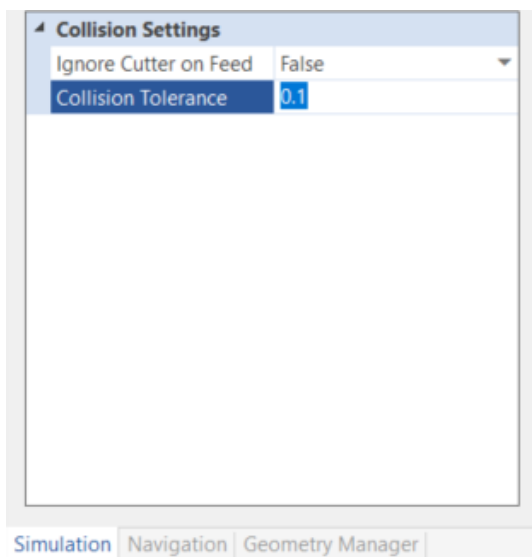 Collision Settings
Ignore Cutter on Feed False
Collision Tolerance 0.1
Simulation Navigation Geometry Manager